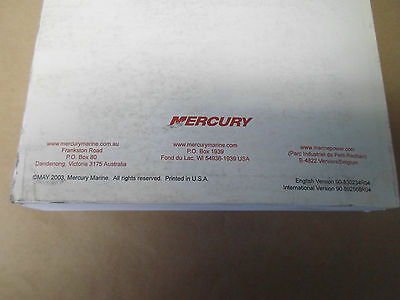 MERCURY
www.mercurymarine.com.au
Frankston Road
P.O. Box 80
Dandenong, Victoria 3175 Australia
www.mercurymarine.com
P.O. Box 1939
Fond du Lac, WI 54936-1939 USA
www.marinepower.com
(Parc Industriel de Petit-Rechain)
B-4822 Verviers/Belgium
©MAY 2003, Mercury Marine. All rights reserved. Printed in U.S.A.
English Version 90-830234R04
International Version